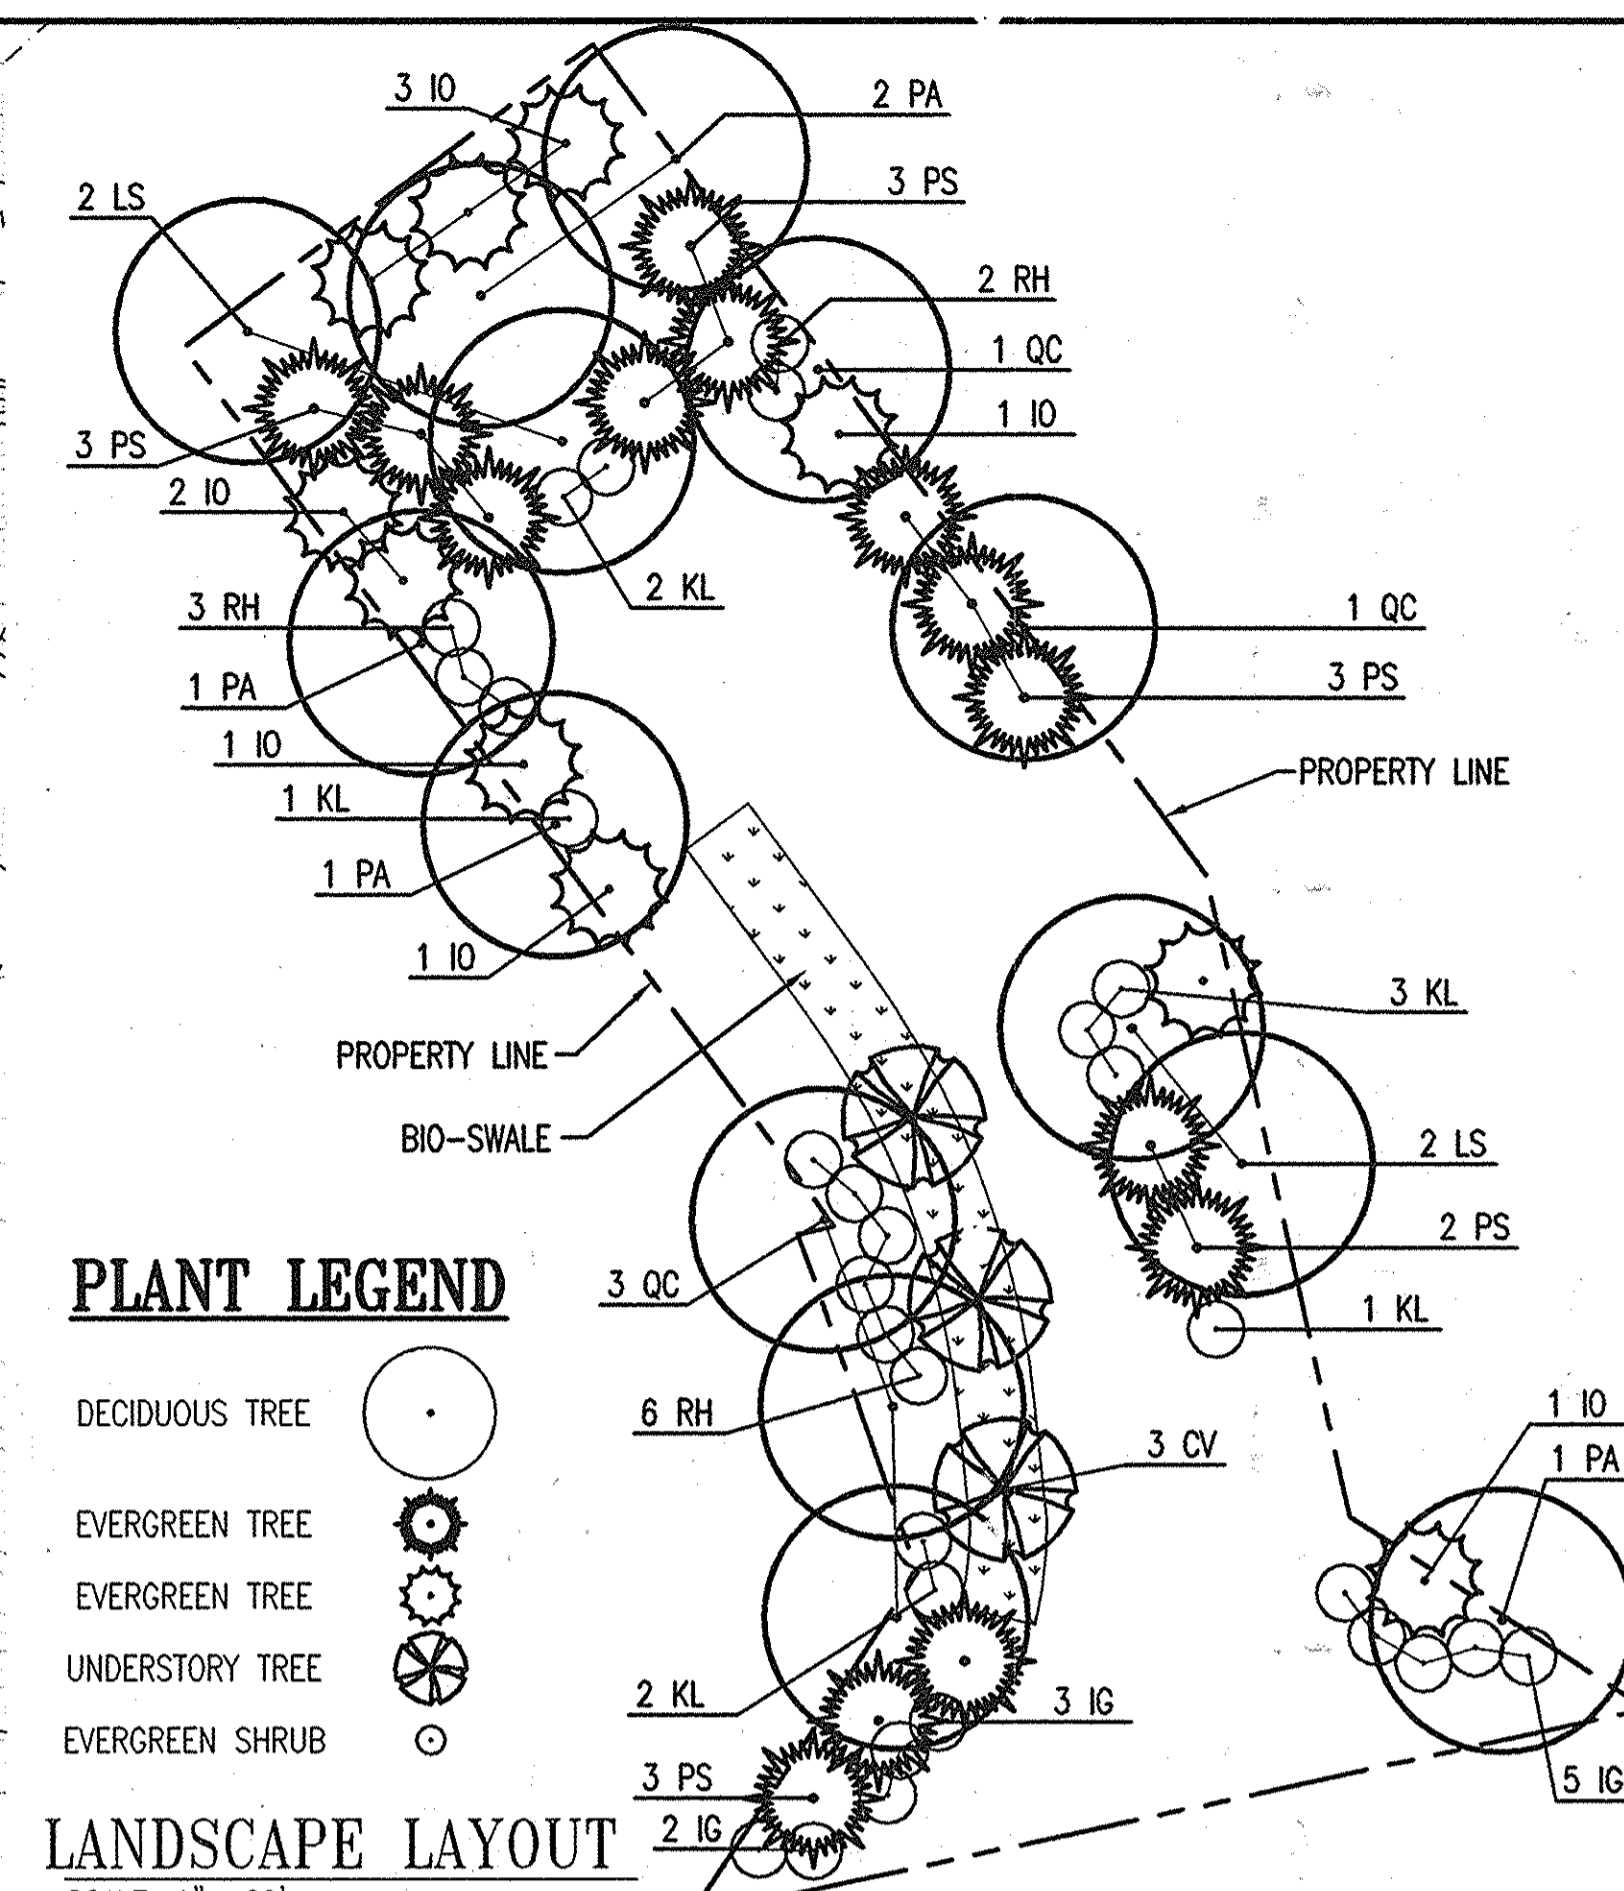 3 IO
2 PA
3 PS
2 LS
2 RH
1 QC
1 IO
3 PS
2 IO
2 KL
3 RH
1 QC
1 PA
3 PS
1 IO
PROPERTY LINE
1 KL
1 PA
1 IO
3 KL
PROPERTY LINE
BIO-SWALE
2 LS
2 PS
3 QC
1 KL
6 RH
1 IO
3 CV
1 PA
2 KL
3 IG
3 PS
5 IG
2 IG
PLANT LEGEND
DECIDUOUS TREE
EVERGREEN TREE
EVERGREEN TREE
UNDERSTORY TREE
EVERGREEN SHRUB
LANDSCAPE LAYOUT